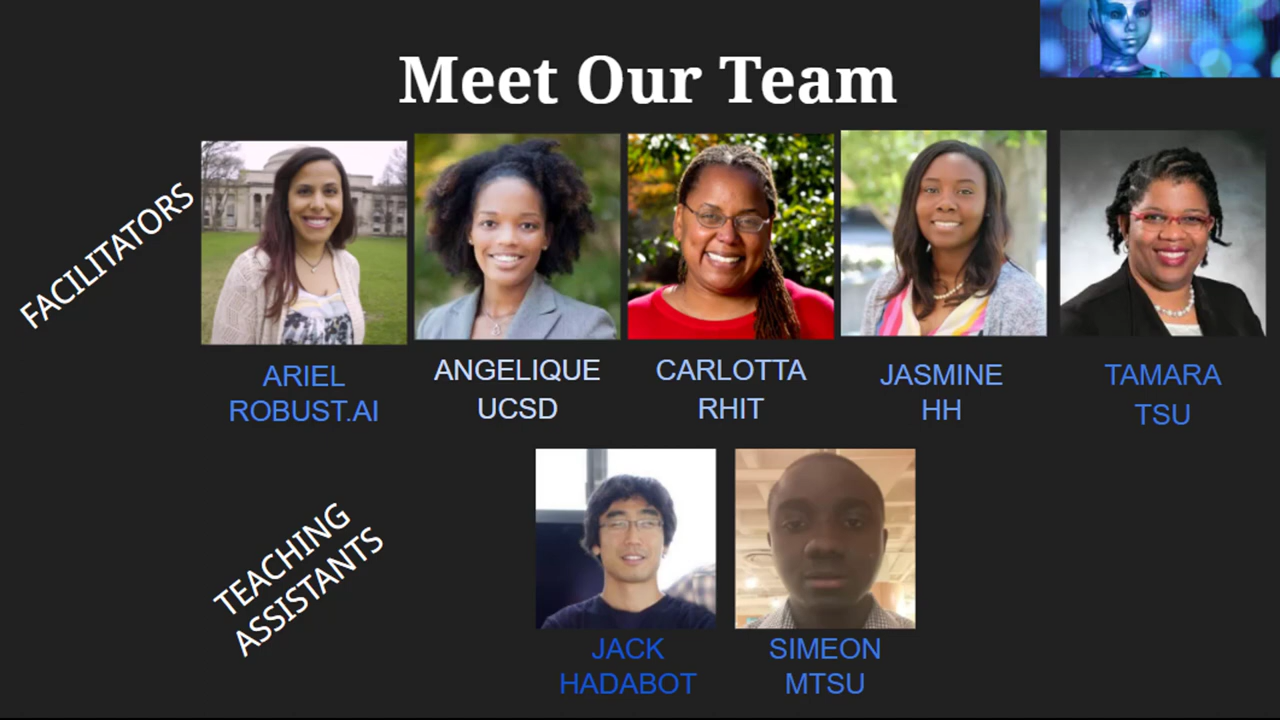 Meet Our Team
FACILITATORS
ARIEL
ROBUST.AI
ANGELIQUE
UCSD
CARLOTTA
RHIT
JASMINE
HH
TAMARA
TSU
TEACHING
ASSISTANTS
JACK
HADABOT
SIMEON
MTSU